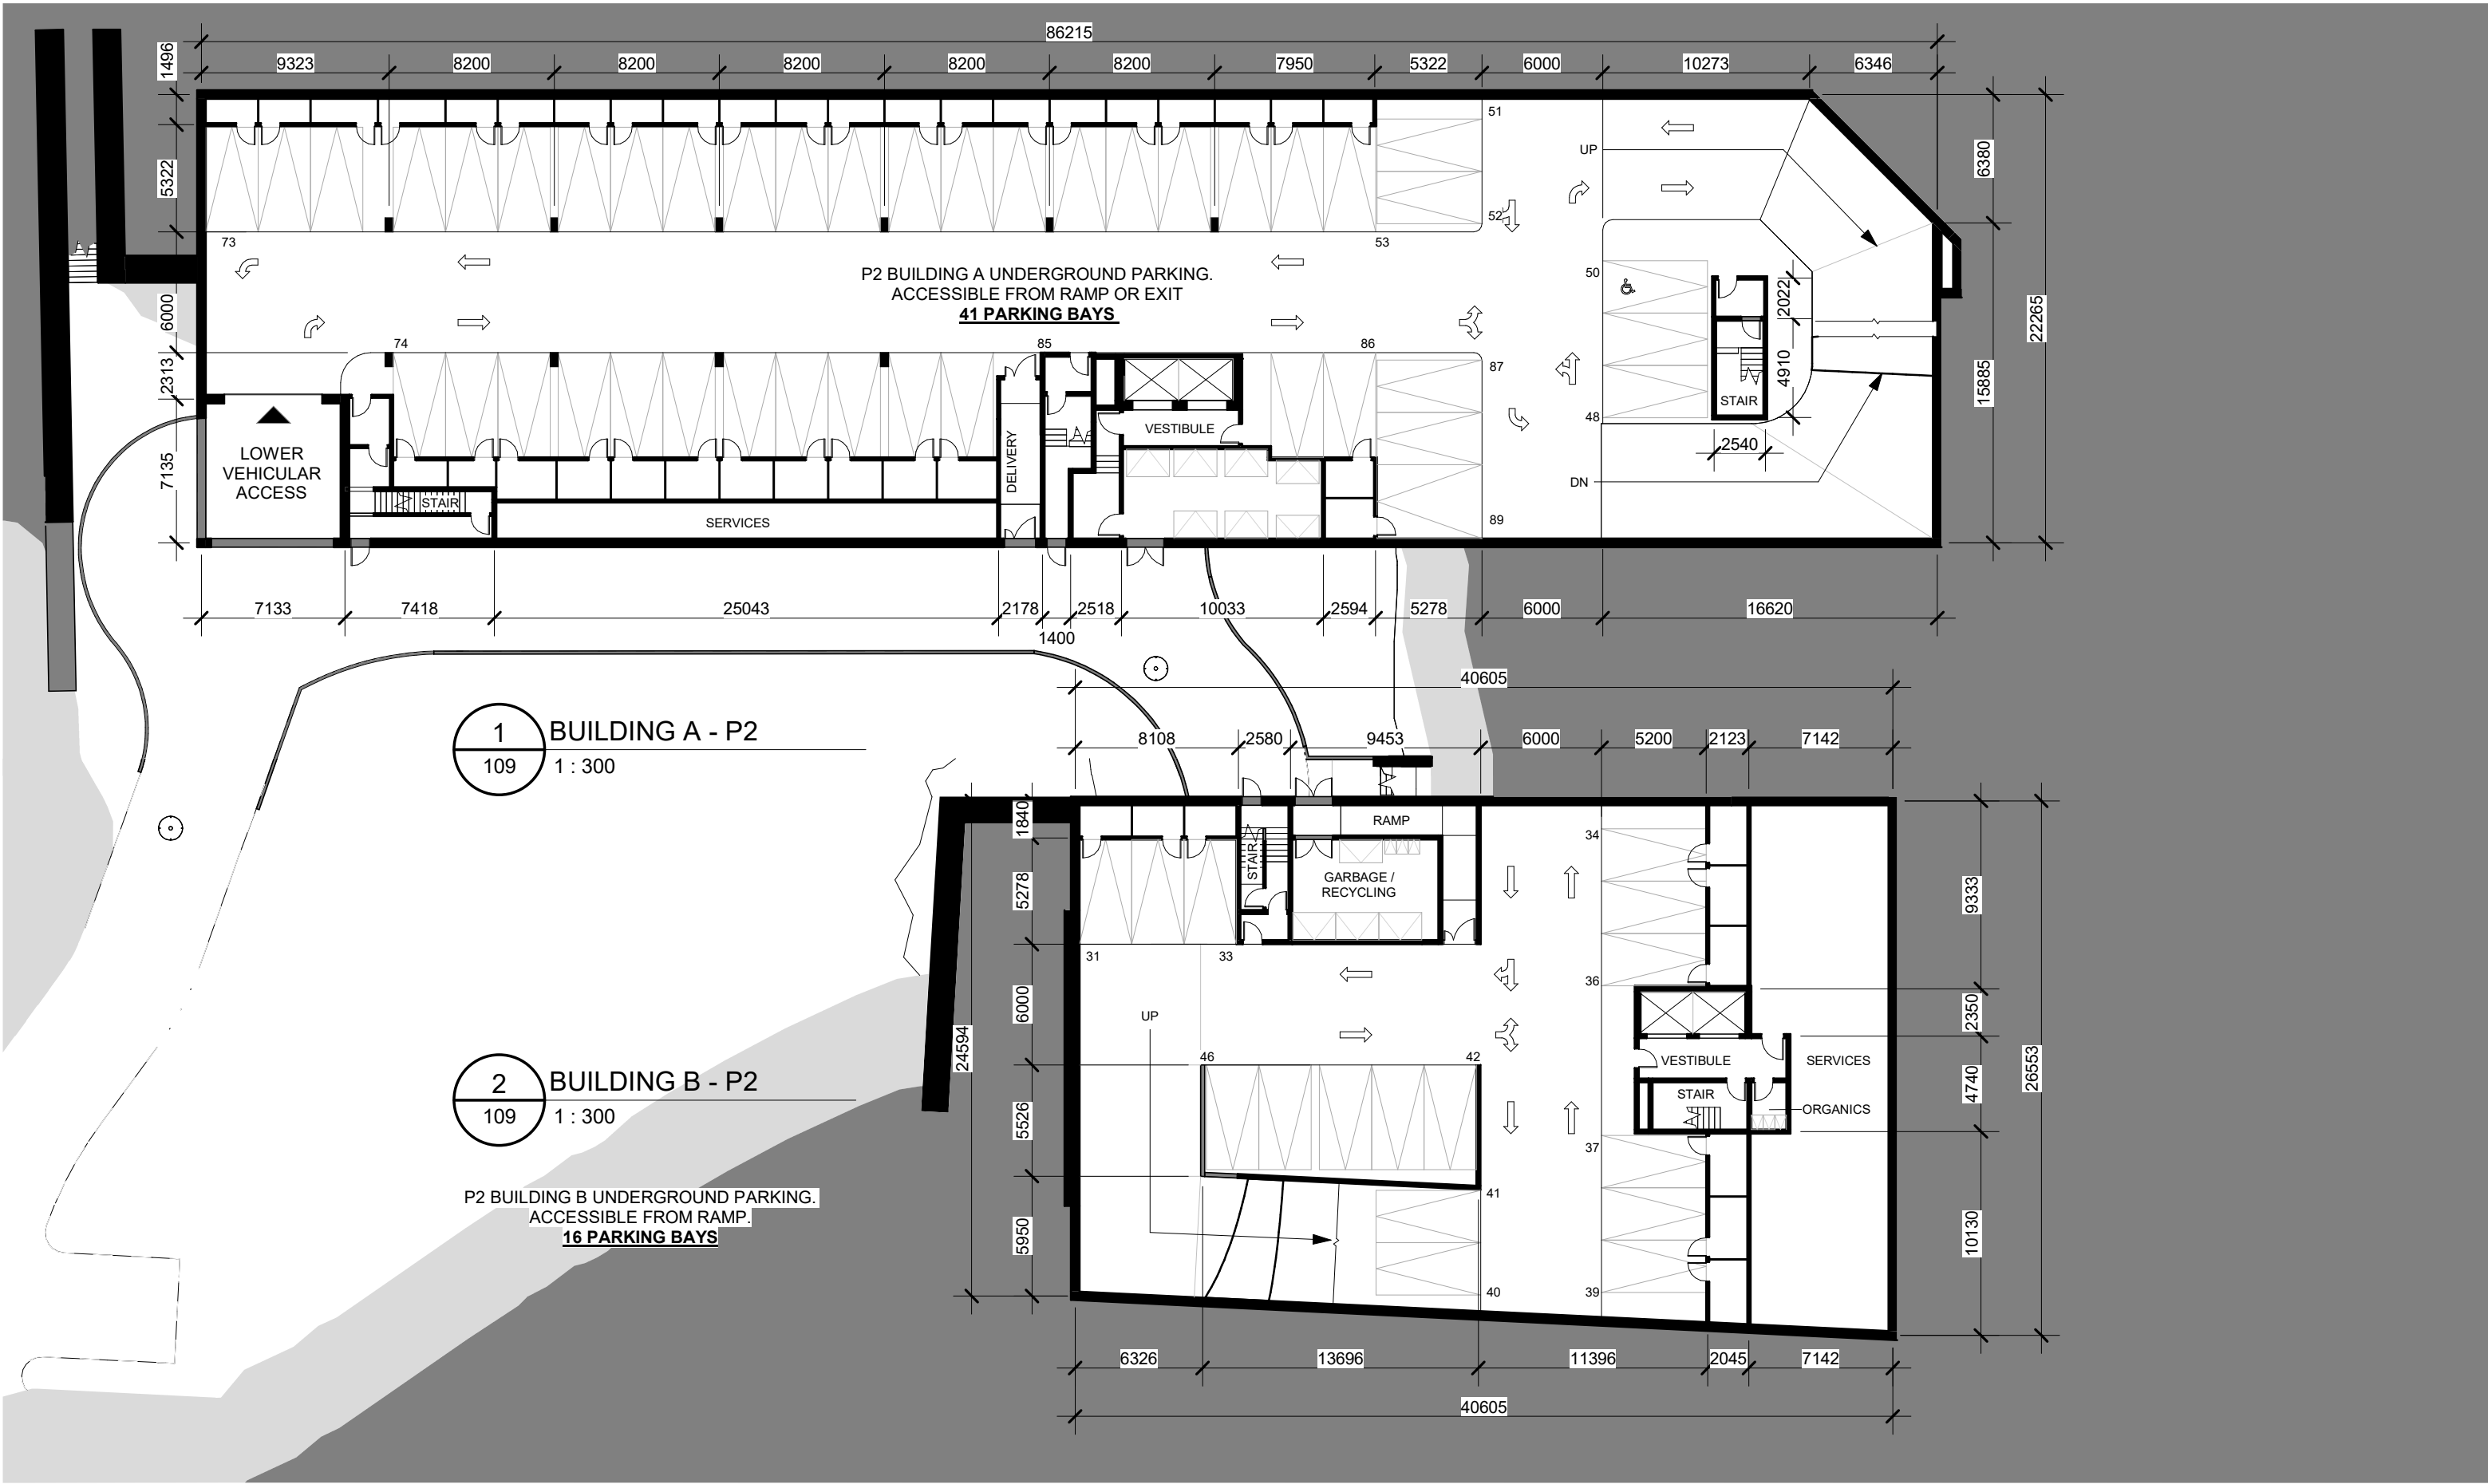 86215
9323 8200 8200 8200 8200 8200 7950 5322 6000 10273 6346
1496
5322
6000
2313
7135
51
52
53
73
UP
50
48
P2 BUILDING A UNDERGROUND PARKING.
ACCESSIBLE FROM RAMP OR EXIT
41 PARKING BAYS
74
85
86
87
89
2022
4910
STAIR
2540
DN
6380
15885
22265
LOWER
VEHICULAR
ACCESS
STAIR
SERVICES
DELIVERY
VESTIBULE
7133 7418 25043 2178 2518 10033 2594 5278 6000 16620
1400
40605
8108 2580 9453 6000 5200 2123 7142
1
109
BUILDING A - P2
1 : 300
2
109
BUILDING B - P2
1 : 300
P2 BUILDING B UNDERGROUND PARKING.
ACCESSIBLE FROM RAMP.
16 PARKING BAYS
24594
1840
5278
6000
5526
5950
STAIR
RAMP
GARBAGE /
RECYCLING
31
33
34
36
UP
46
42
VESTIBULE
SERVICES
STAIR
ORGANICS
37
41
40
39
9333
2350
4740
10130
26553
6326 13696 11396 2045 7142
40605